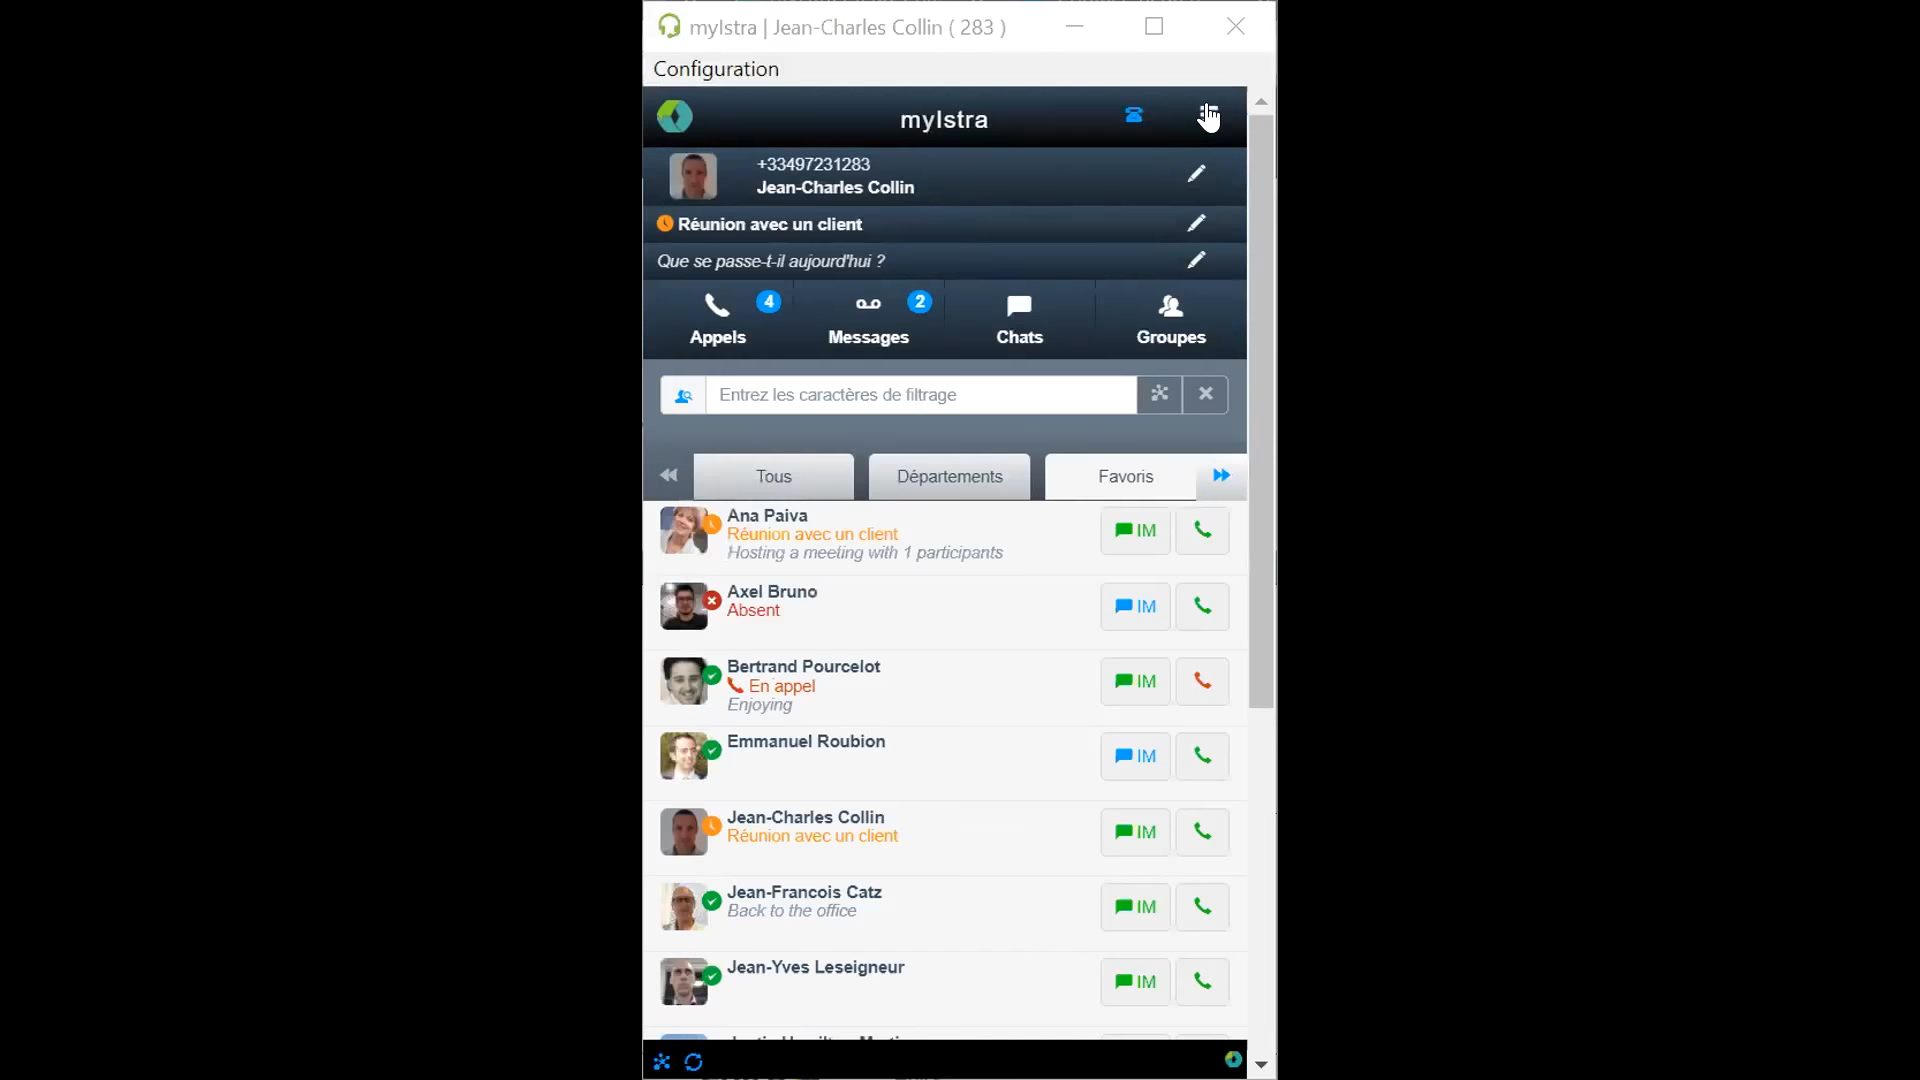 myIstra | Jean-Charles Collin ( 283 )
Configuration
myIstra
+33497231283
Jean-Charles Collin
Réunion avec un client
Que se passe-t-il aujourd'hui ?
4
2
Appels
Messages
Chats
Groupes
Entrez les caractères de filtrage
Tous
Départements
Favoris
Ana Paiva
Réunion avec un client
Hosting a meeting with 1 participants
IM
Axel Bruno
Absent
IM
Bertrand Pourcelot
En appel
Enjoying
IM
Emmanuel Roubion
IM
Jean-Charles Collin
Réunion avec un client
IM
Jean-Francois Catz
Back to the office
IM
Jean-Yves Leseigneur
IM